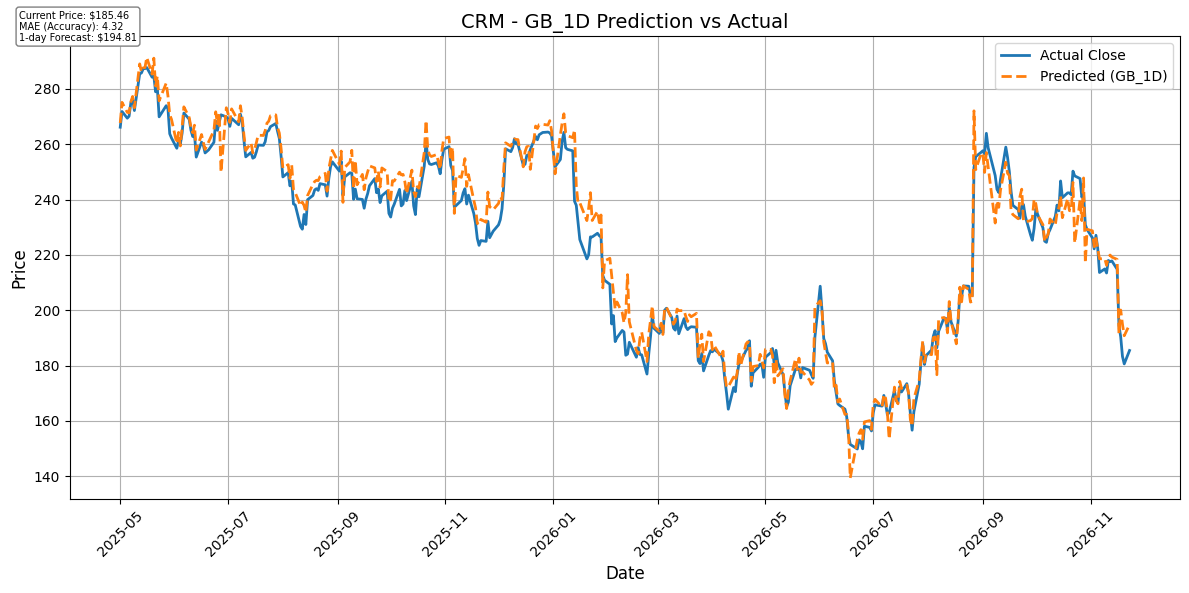 Current Price: $185.46
MAE (Accuracy): 4.32
1-day Forecast: $194.81
CRM - GB_1D Prediction vs Actual
Actual Close
Predicted (GB_1D)
Price
280
260
240
220
200
180
160
140
2025-05
2025-07
2025-09
2025-11
2026-01
2026-03
2026-05
2026-07
2026-09
2026-11
Date